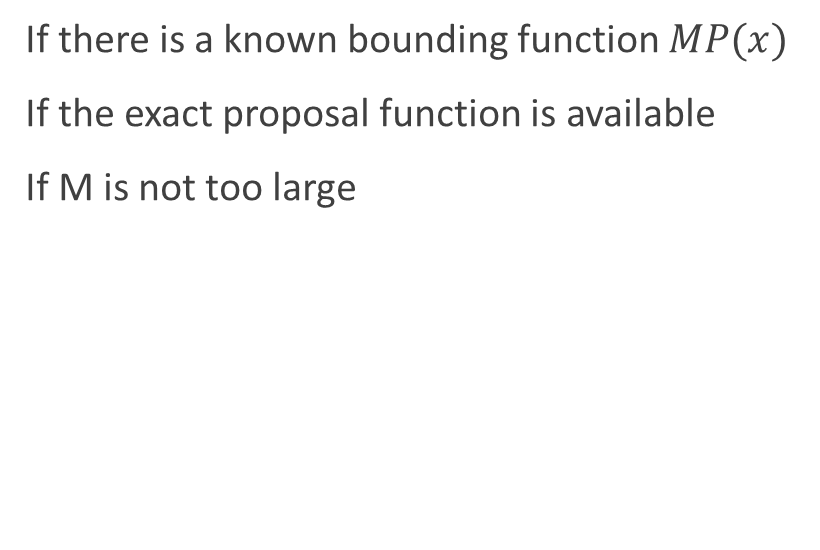 If there is a known bounding function MP(x)
If the exact proposal function is available
If M is not too large